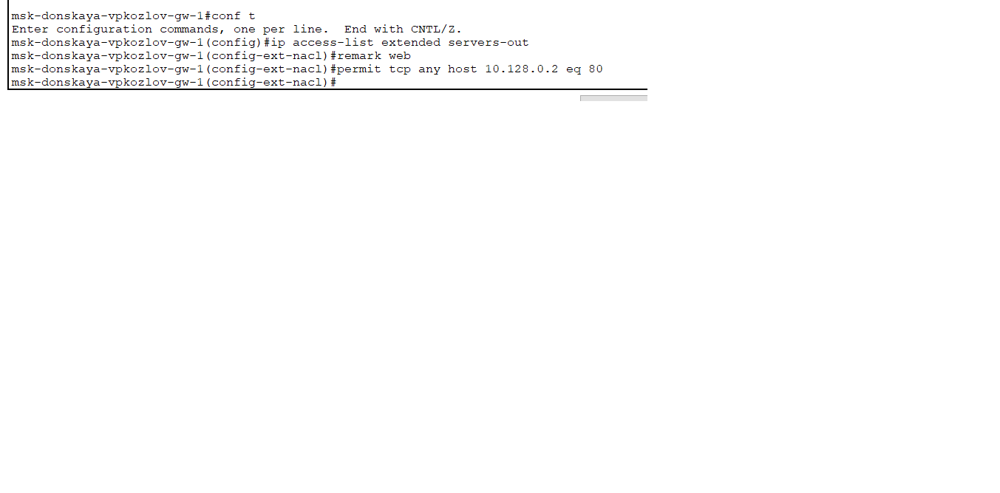 msk-donskaya-vpkozlov-gw-1#conf t
Enter configuration commands, one per line.  End with CNTL/Z.
msk-donskaya-vpkozlov-gw-1(config)#ip access-list extended servers-out
msk-donskaya-vpkozlov-gw-1(config-ext-nacl)#remark web
msk-donskaya-vpkozlov-gw-1(config-ext-nacl)#permit tcp any host 10.128.0.2 eq 80
msk-donskaya-vpkozlov-gw-1(config-ext-nacl)#